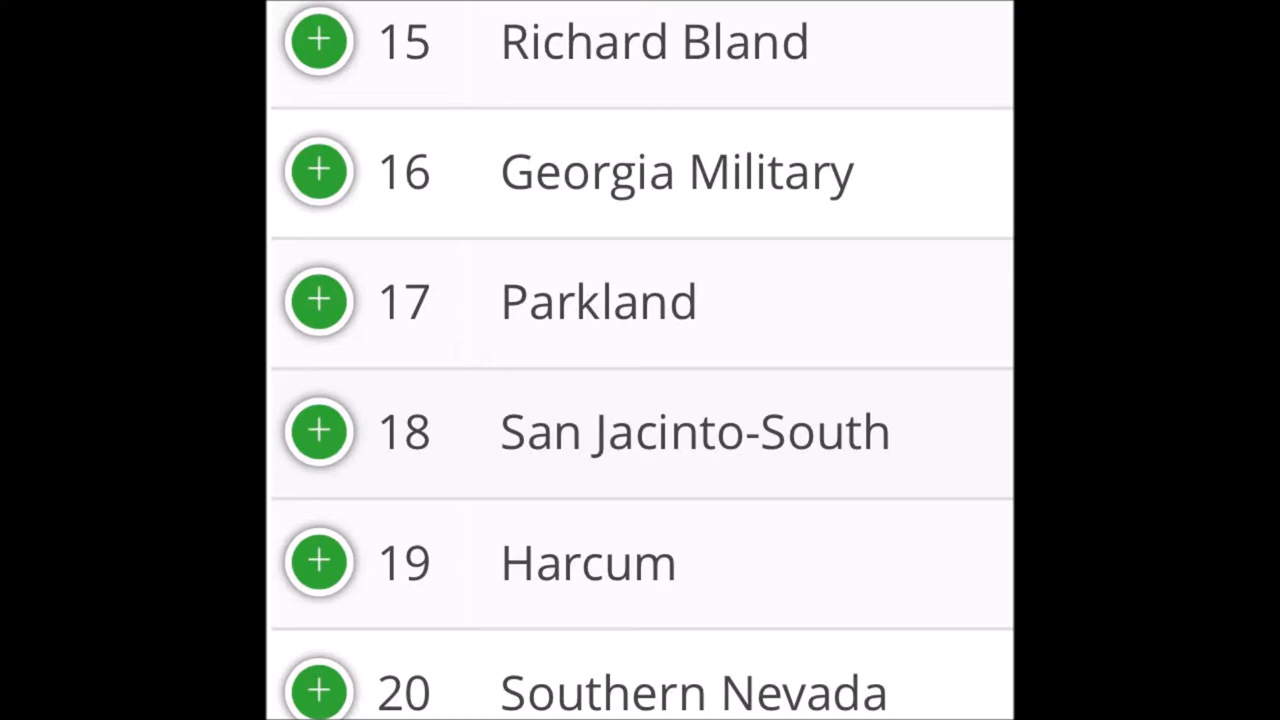 15 Richard Bland
16 Georgia Military
17 Parkland
18 San Jacinto-South
19 Harcum
20 Southern Nevada